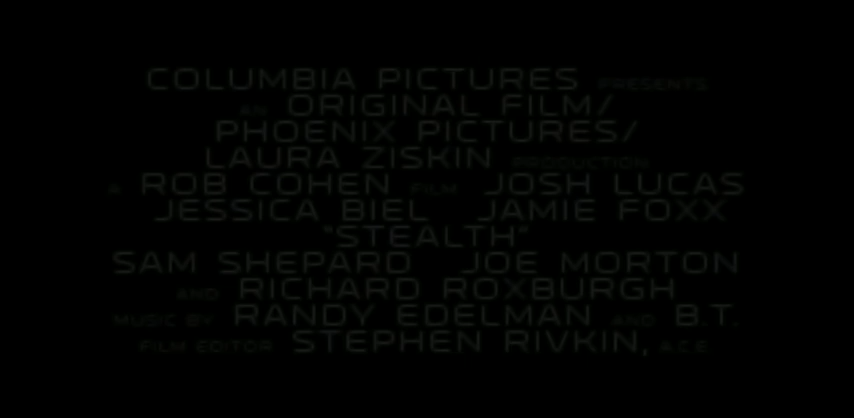 COLUMBIA PICTURES PRESENTS
AN ORIGINAL FILM/
PHOENIX PICTURES/
LAURA ZISKIN PRODUCTION
A ROB COHEN FILM JOSH LUCAS
JESSICA BIEL JAMIE FOXX
"STEALTH"
SAM SHEPARD JOE MORTON
AND RICHARD ROXBURGH
MUSIC BY RANDY EDELMAN AND B.T.
FILM EDITOR STEPHEN RIVKIN, A.C.E.